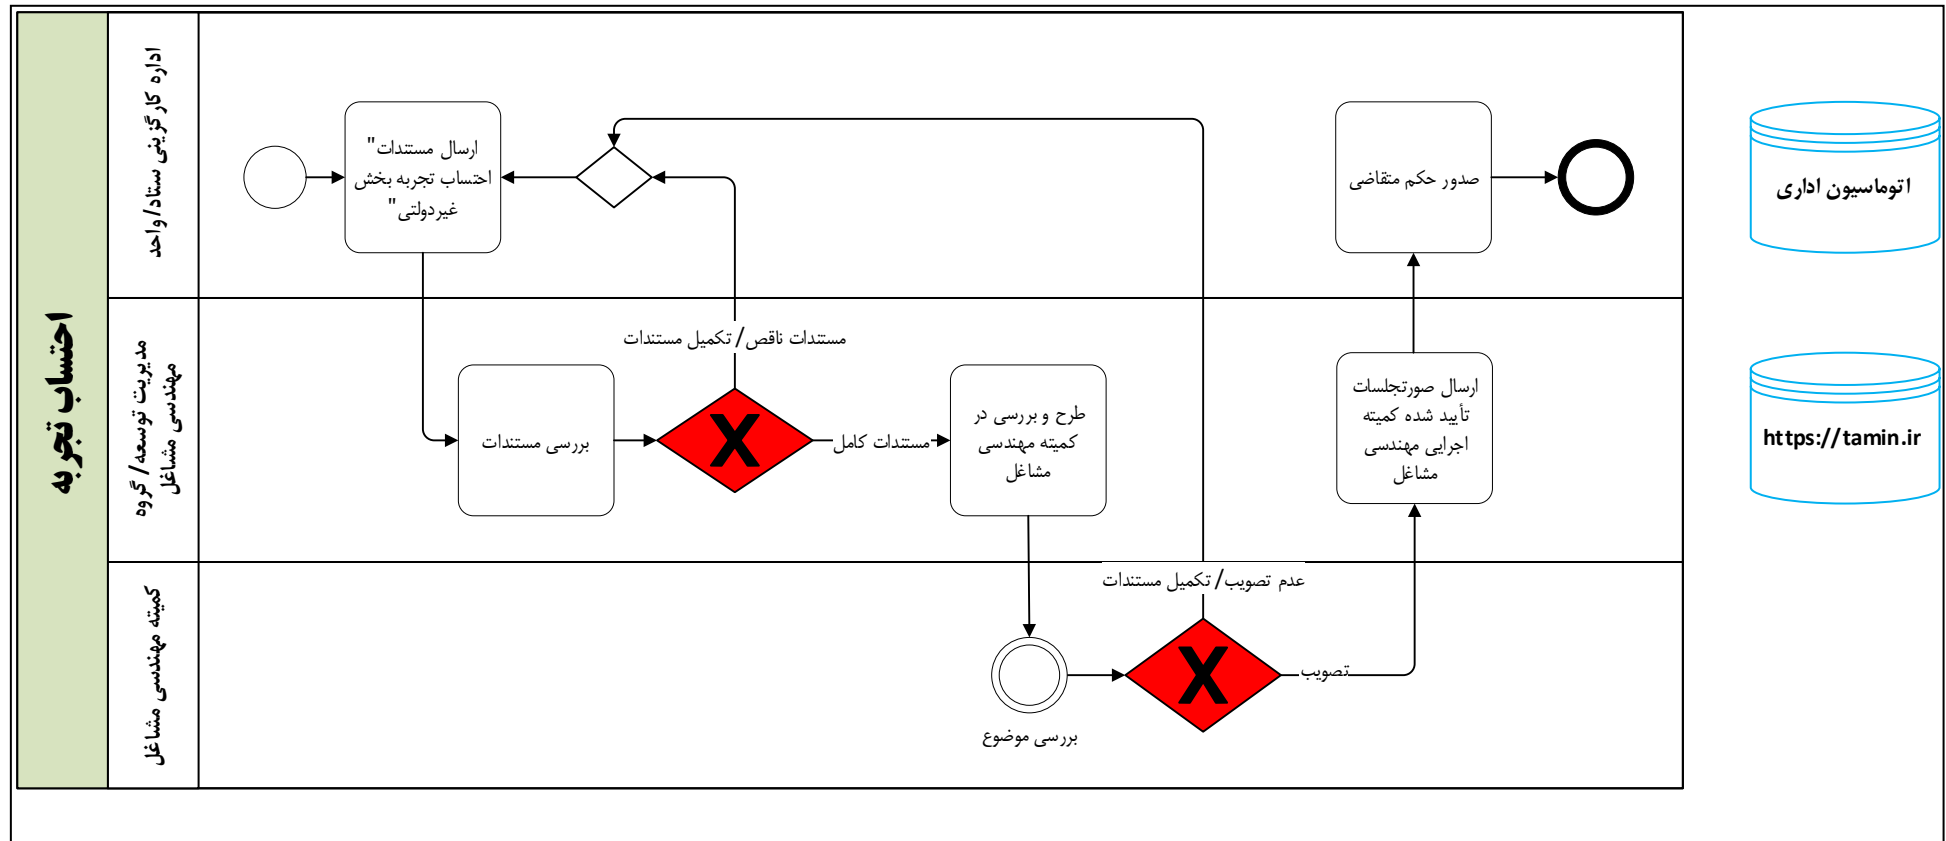 احتساب تجربه
اداره کارگزینی ستاد/واحد
ارسال مستندات"
احتساب تجربه بخش
غیردولتی"
صدور حکم متقاضی
اتوماسیون اداری
مدیریت توسعه/ گروه
مهندسی مشاغل
مستندات ناقص/ تکمیل مستندات
بررسی مستندات
X
مستندات کامل
طرح و بررسی در
کمیته مهندسی
مشاغل
ارسال صورتجلسات
تأیید شده کمیته
اجرایی مهندسی
مشاغل
https://tamin.ir
کمیته مهندسی مشاغل
عدم تصویب/ تکمیل مستندات
X
تصویب
بررسی موضوع